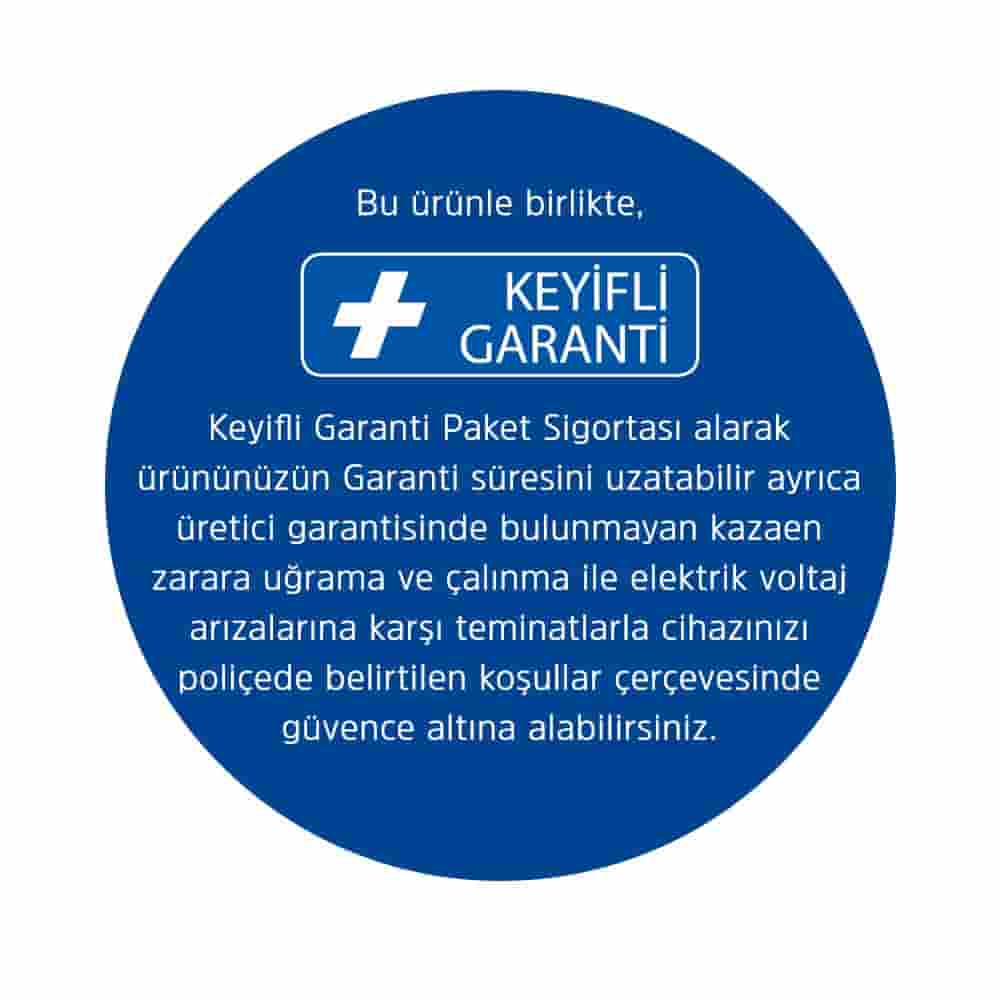 Bu ürünle birlikte,
KEYİFLİ
GARANTİ
Keyifli Garanti Paket Sigortası alarak
ürününüzün Garanti süresini uzatabilir ayrıca
üretici garantisinde bulunmayan kazaen
zarara uğrama ve çalınma ile elektrik voltaj
arızalarına karşı teminatlarla cihazınızı
poliçede belirtilen koşullar çerçevesinde
güvence altına alabilirsiniz.